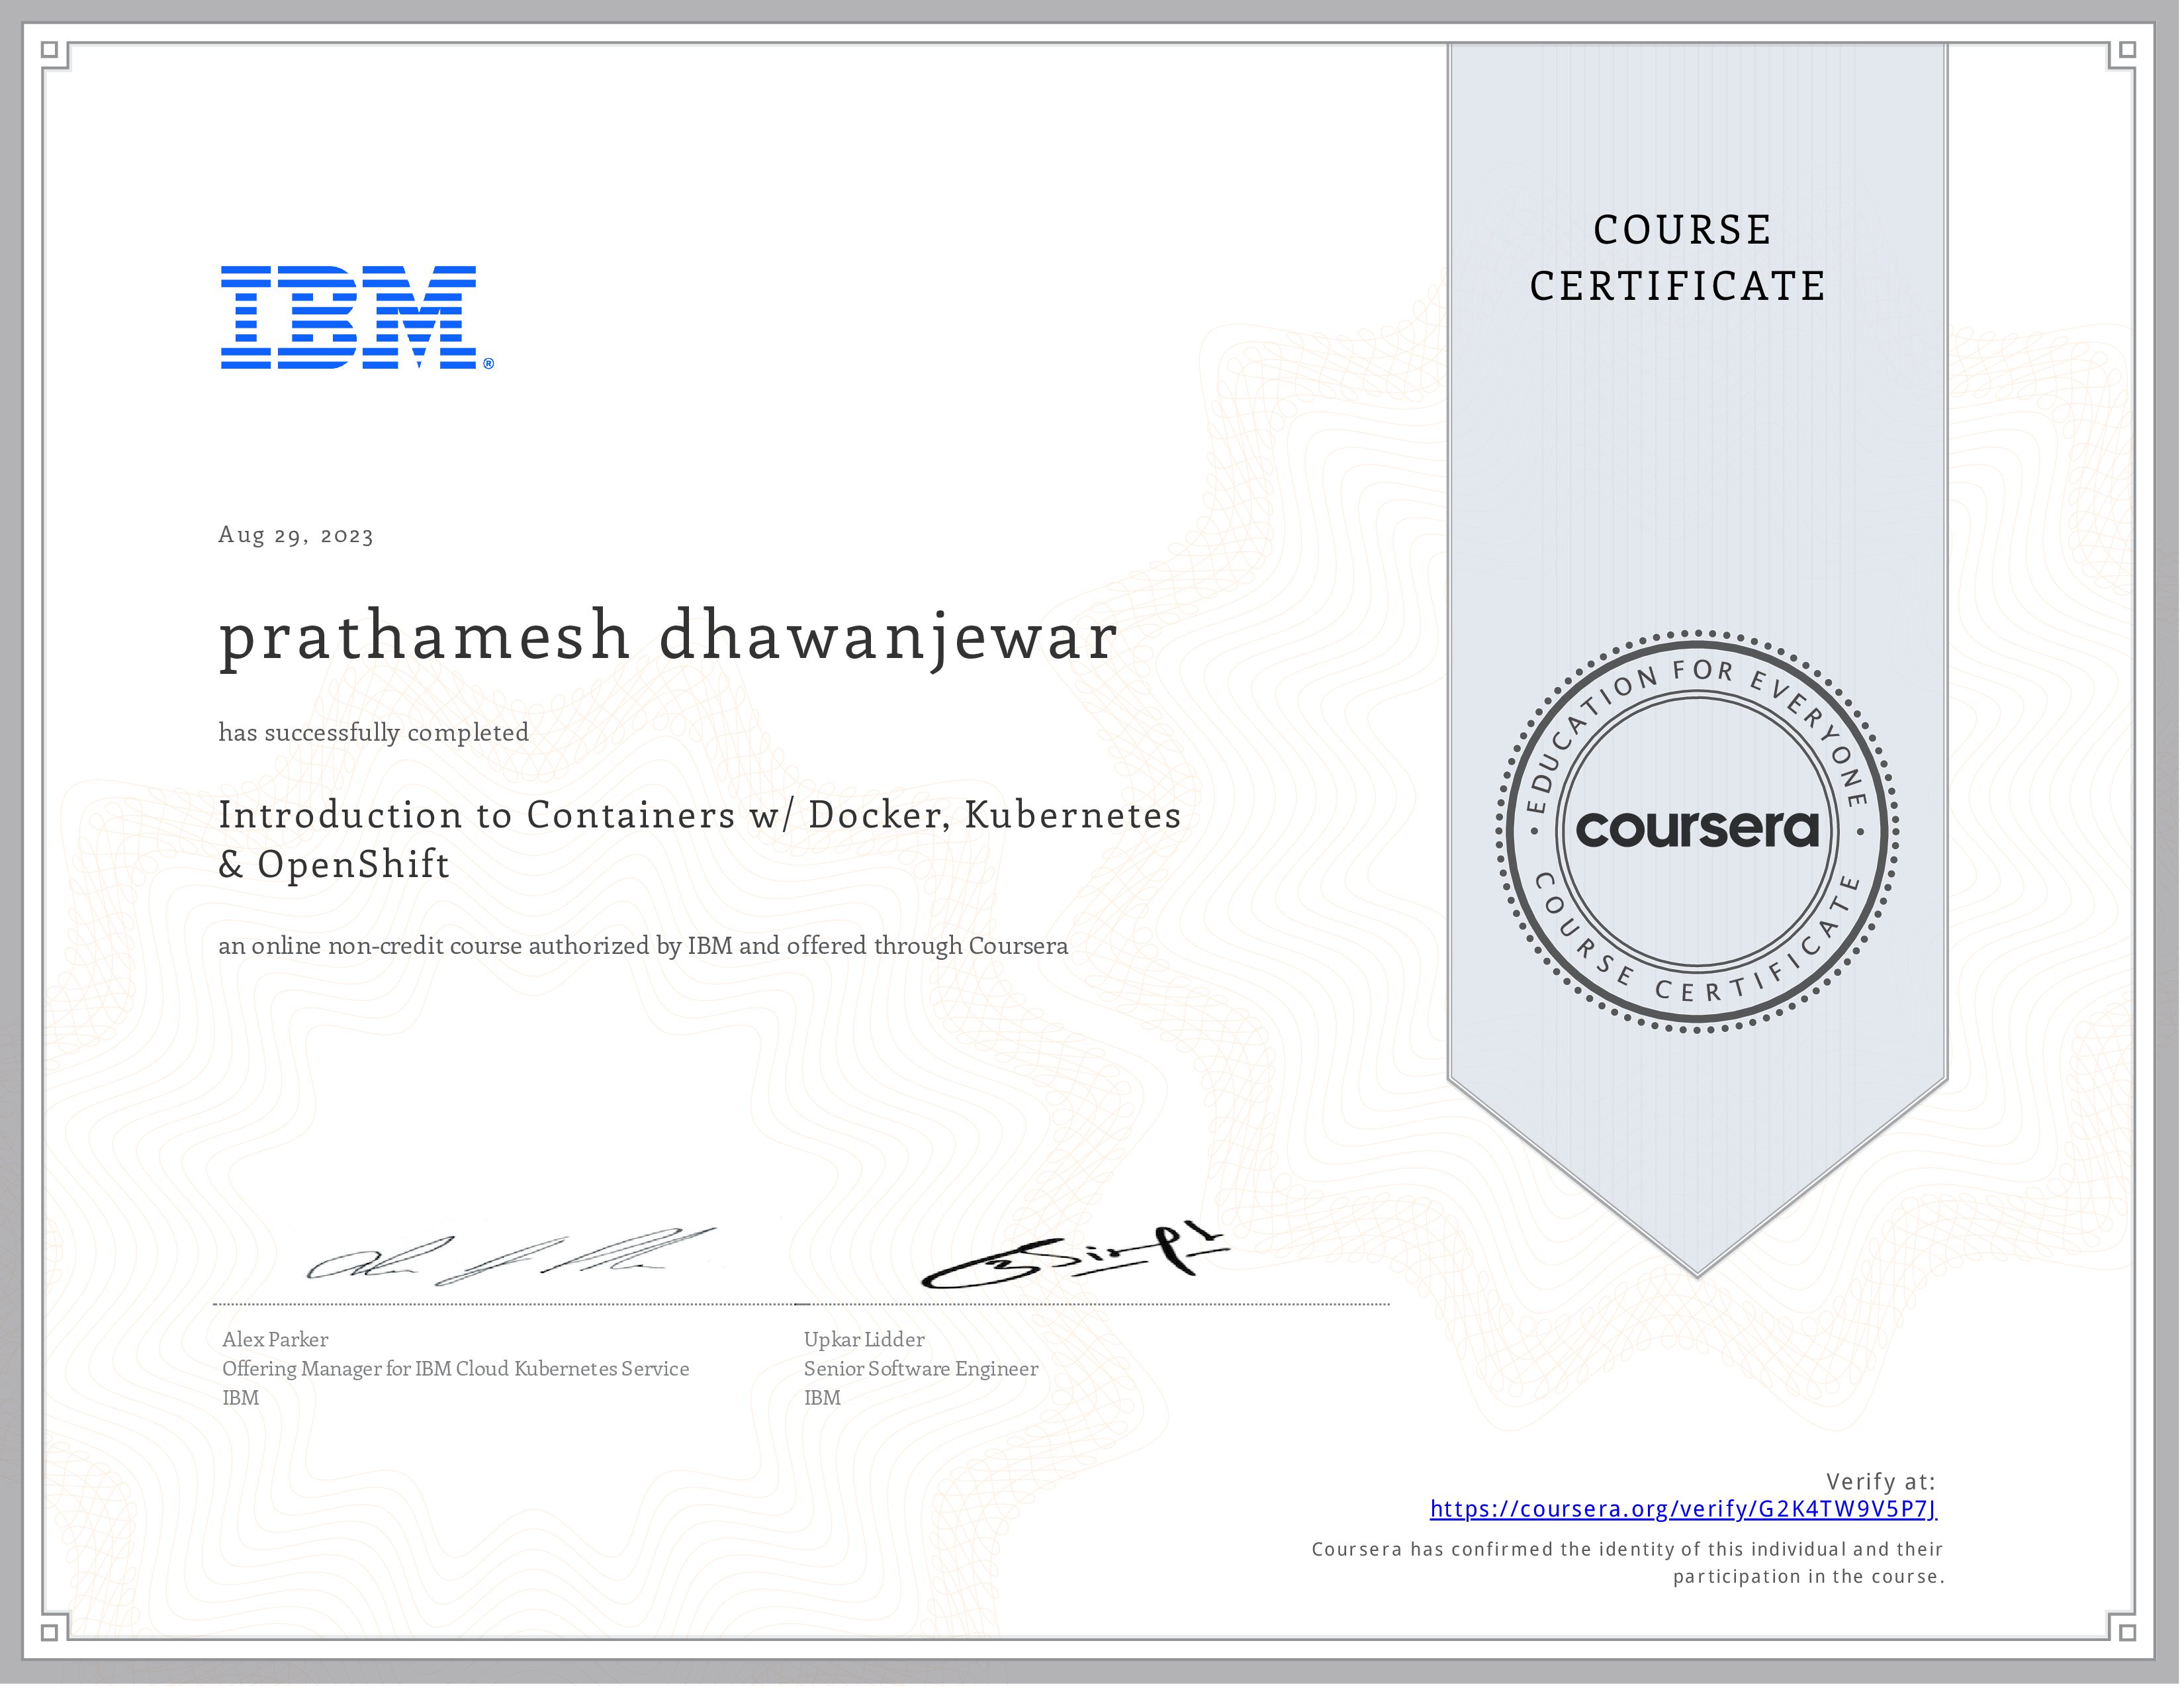 COURSE
CERTIFICATE
IBM®
Aug 29, 2023
prathamesh dhawanjewar
has successfully completed
Introduction to Containers w/ Docker, Kubernetes
& OpenShift
an online non-credit course authorized by IBM and offered through Coursera
EDUCATION FOR EVERYONE
coursera
COURSE CERTIFICATE
Alex Parker
Offering Manager for IBM Cloud Kubernetes Service
IBM
Upkar Lidder
Senior Software Engineer
IBM
Verify at:
https://coursera.org/verify/G2K4TW9V5P7J
Coursera has confirmed the identity of this individual and their
participation in the course.